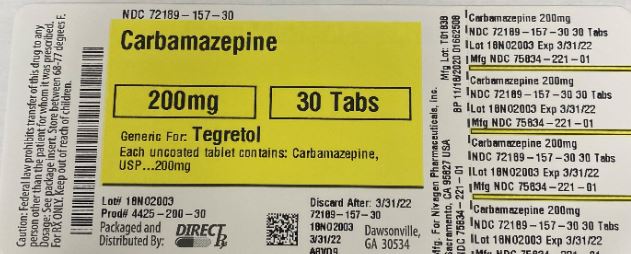 Caution: Federal law prohibits transfer of this drug to any
person other than the patient for whom it was prescribed.
Dosage: See package insert. Store between 68-77 degrees F.
For RX ONLY. Keep out of reach of children.
NDC 72189-157-30
Carbamazepine
200mg
30 Tabs
Generic For: Tegretol
Each uncoated tablet contains: Carbamazepine,
USP...200mg
Lot# 18N02003
Prod# 4425-200-30
Packaged and
Distributed By:
DIRECT Rx
Discard After: 3/31/22
72189-157-30
18N02003
3/31/22
Dawsonville,
GA 30534
Mfg Lot: T0183B
BP 11/16/2020 D1662508
Mfg. For Nivagen Pharmaceuticals, Inc.
Sacramento, CA 95827 USA
NDC 75834-221-01
Carbamazepine 200mg
NDC 72189-157-30 30 Tabs
Lot 18N02003 Exp 3/31/22
Mfg NDC 75834-221-01
Carbamazepine 200mg
NDC 72189-157-30 30 Tabs
Lot 18N02003 Exp 3/31/22
Mfg NDC 75834-221-01
Carbamazepine 200mg
NDC 72189-157-30 30 Tabs
Lot 18N02003 Exp 3/31/22
Mfg NDC 75834-221-01
Carbamazepine 200mg
NDC 72189-157-30 30 Tabs
Lot 18N02003 Exp 3/31/22
Mfg NDC 75834-221-01